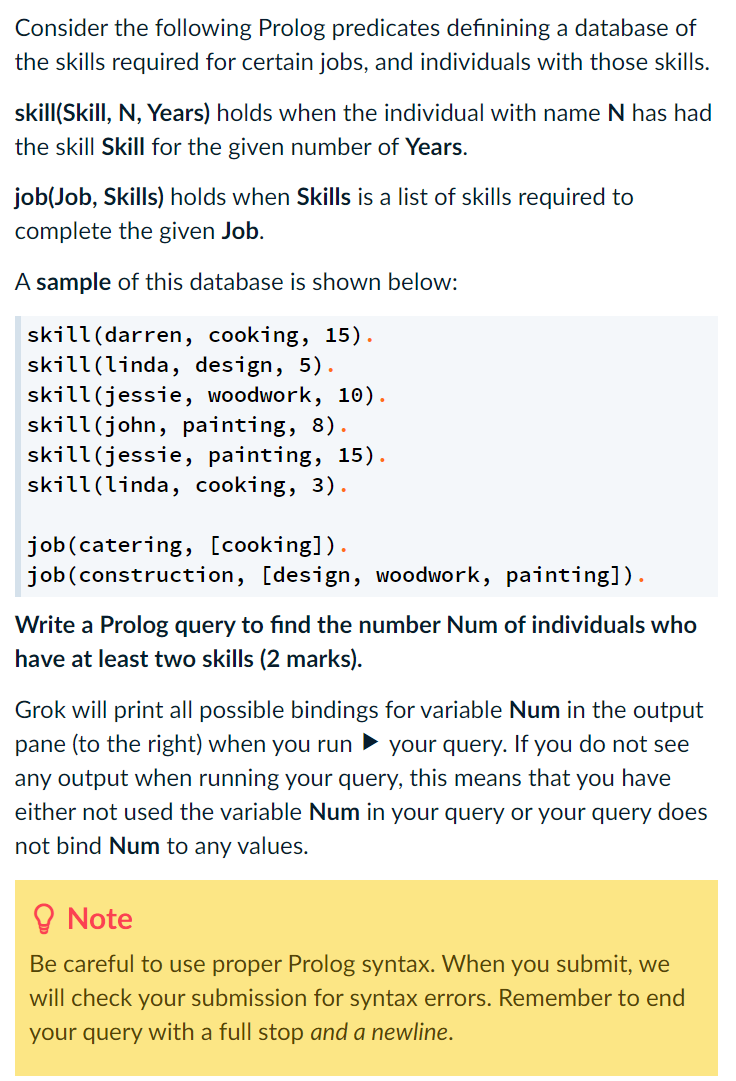 Consider the following Prolog predicates definining a database of
the skills required for certain jobs, and individuals with those skills.
skill(Skill, N, Years) holds when the individual with name N has had
the skill Skill for the given number of Years.
job(Job, Skills) holds when Skills is a list of skills required to
complete the given Job.
A sample of this database is shown below:
skill(darren, cooking, 15).
skill(linda, design, 5).
skill(jessie, woodwork, 10).
skill(john, painting, 8).
skill(jessie, painting, 15).
skill(linda, cooking, 3).
job(catering, [cooking]).
job(construction, [design, woodwork, painting]).
Write a Prolog query to find the number Num of individuals who
have at least two skills (2 marks).
Grok will print all possible bindings for variable Num in the output
pane (to the right) when you run ▶ your query. If you do not see
any output when running your query, this means that you have
either not used the variable Num in your query or your query does
not bind Num to any values.
Note
Be careful to use proper Prolog syntax. When you submit, we
will check your submission for syntax errors. Remember to end
your query with a full stop and a newline.